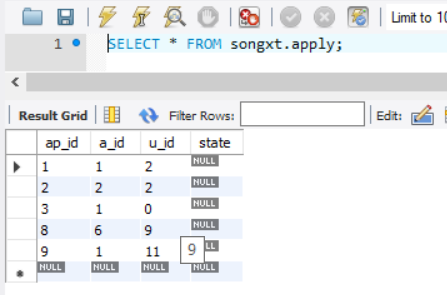 Limit to 10
1 SELECT * FROM songxt.apply;
Result Grid Filter Rows: Edit:
ap_id a_id u_id state
1 1 2 NULL
2 2 2 NULL
3 1 0 NULL
8 6 9 NULL
9 1 11 9 LL
NULL NULL NULL NULL